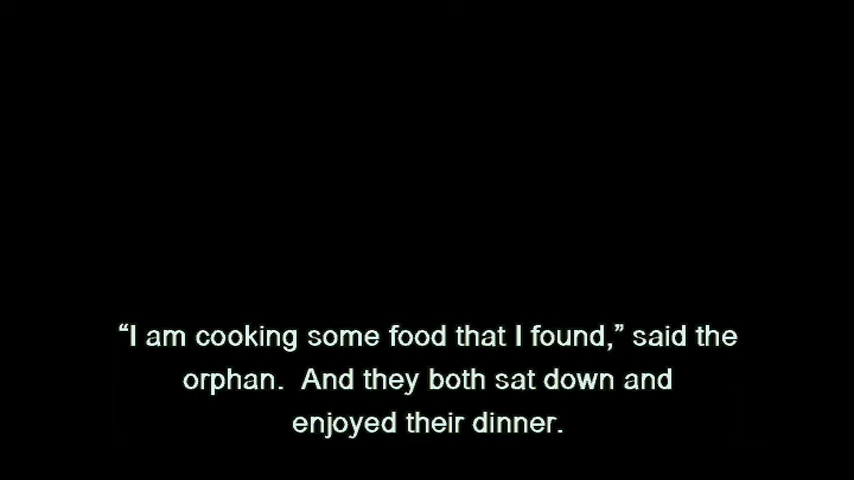 “I am cooking some food that I found,” said the
orphan.  And they both sat down and
enjoyed their dinner.